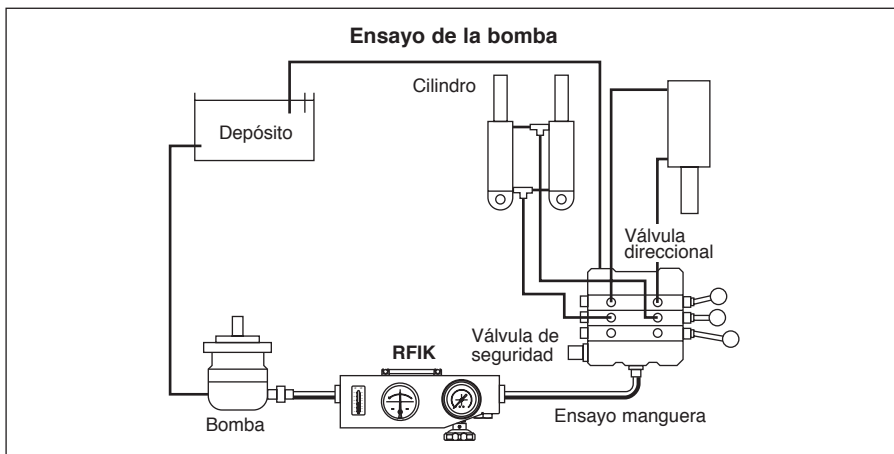 Ensayo de la bomba
Cilindro
Depósito
Válvula
direccional
Válvula de
seguridad
RFIK
Bomba
Ensayo manguera